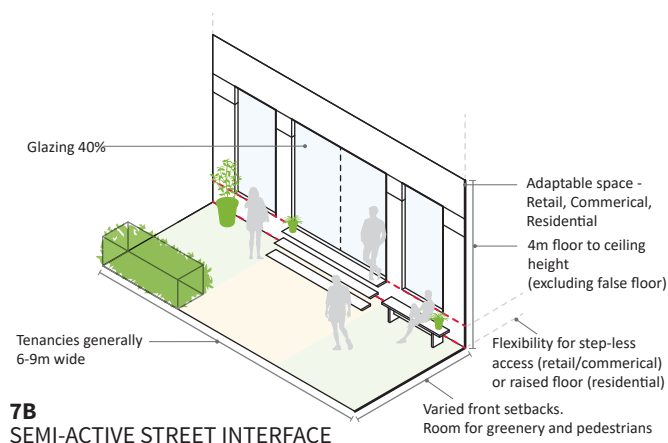 Glazing 40%
Adaptable space -
Retail, Commerical,
Residential
4m floor to ceiling
height
(excluding false floor)
Tenancies generally
6-9m wide
Flexibility for step-less
access (retail/commerical)
or raised floor (residential)
Varied front setbacks.
Room for greenery and pedestrians
7B
SEMI-ACTIVE STREET INTERFACE